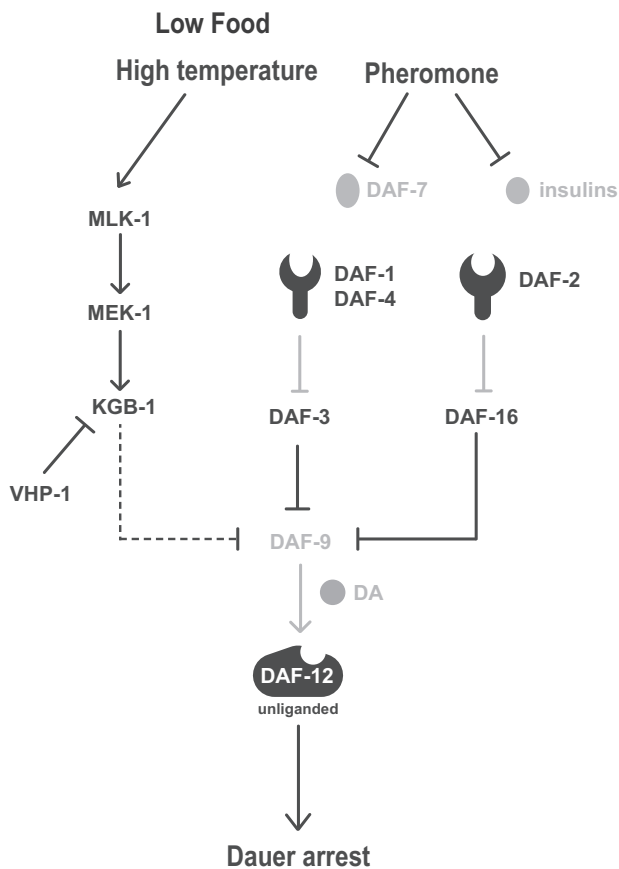 Low Food
High temperature
Pheromone
DAF-7
insulins
MLK-1
DAF-1
DAF-4
DAF-2
MEK-1
KGB-1
DAF-3
DAF-16
VHP-1
DAF-9
DA
DAF-12
unliganded
Dauer arrest